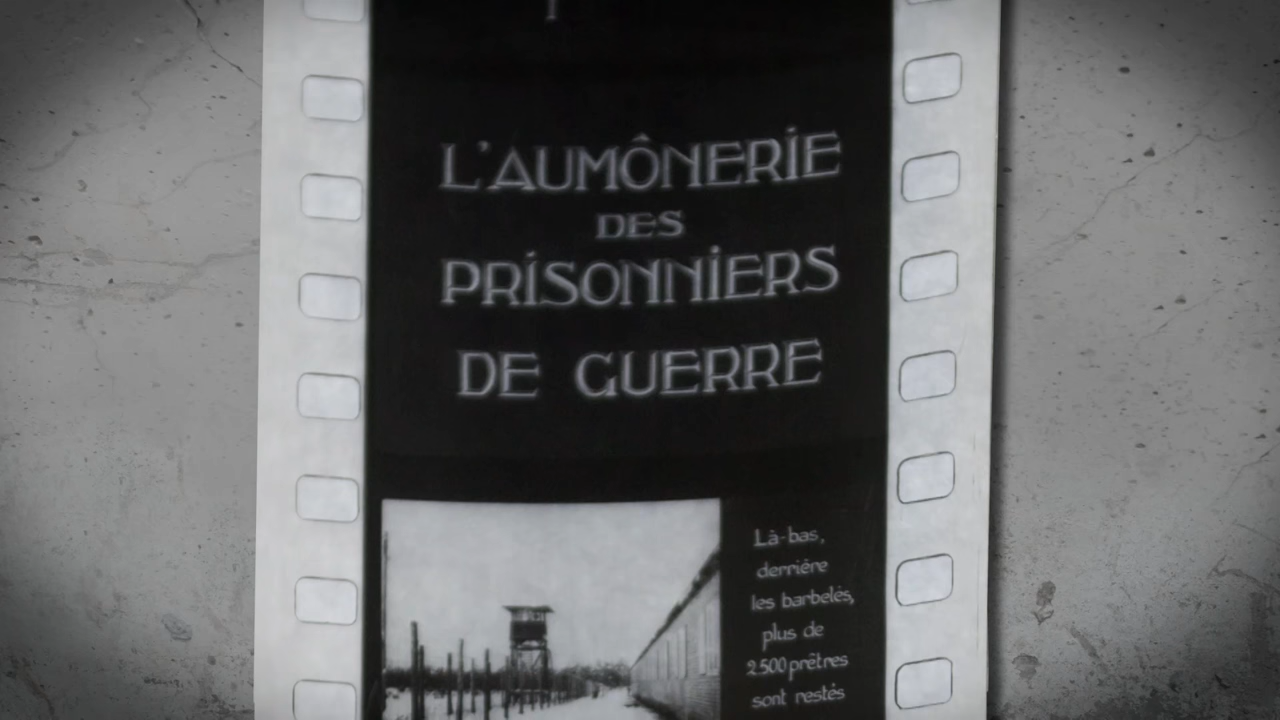 L'AUMÔNERIE
DES
PRISONNIERS
DE GUERRE
Là-bas,
derrière
les barbelés,
plus de
2.500 prêtres
sont restés